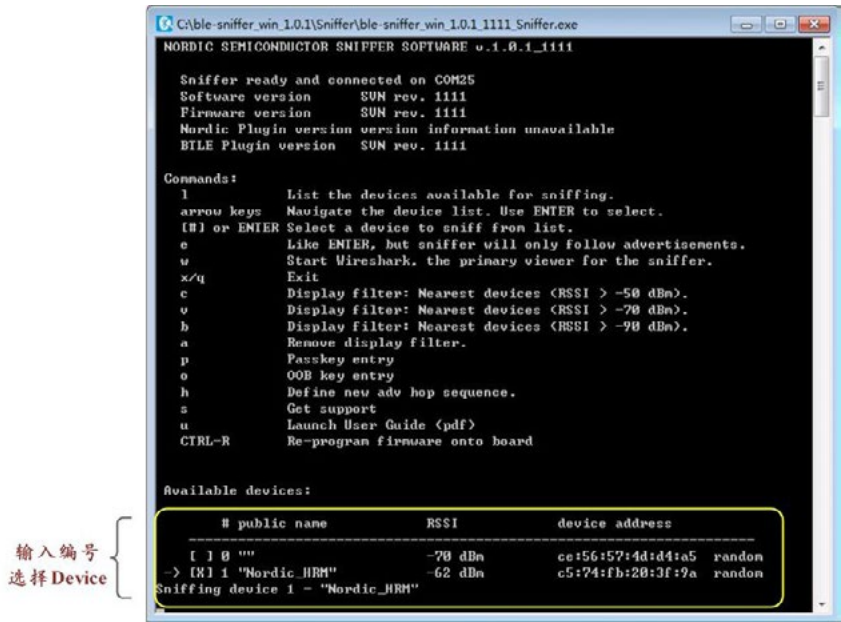 C:\ble-sniffer_win_1.0.1\Sniffer\ble-sniffer_win_1.0.1_1111_Sniffer.exe
NORDIC SEMICONDUCTOR SNIFFER SOFTWARE v.1.0.1_1111
Sniffer ready and connected on COM25
Software version SVN rev. 1111
Firmware version SVN rev. 1111
Nordic Plugin version version information unavailable
BTLE Plugin version SVN rev. 1111
Commands:
l List the devices available for sniffing.
arrow keys Navigate the device list. Use ENTER to select.
[#] or ENTER Select a device to sniff from list.
e Like ENTER, but sniffer will only follow advertisements.
w Start Wireshark, the primary viewer for the sniffer.
x/q Exit
c Display filter: Nearest devices (RSSI > -50 dBm).
v Display filter: Nearest devices (RSSI > -70 dBm).
b Display filter: Nearest devices (RSSI > -90 dBm).
a Remove display filter.
p Passkey entry
o OOB key entry
h Define new adv hop sequence.
s Get support
u Launch User Guide (pdf)
CTRL-R Re-program firmware onto board
Available devices:
# public name RSSI device address
[ ] 0 "" -70 dBm ce:56:57:4d:d4:a5 random
-> [X] 1 "Nordic_HRM" -62 dBm c5:74:fb:20:3f:9a random
Sniffing device 1 - "Nordic_HRM"
输入编号
选择Device